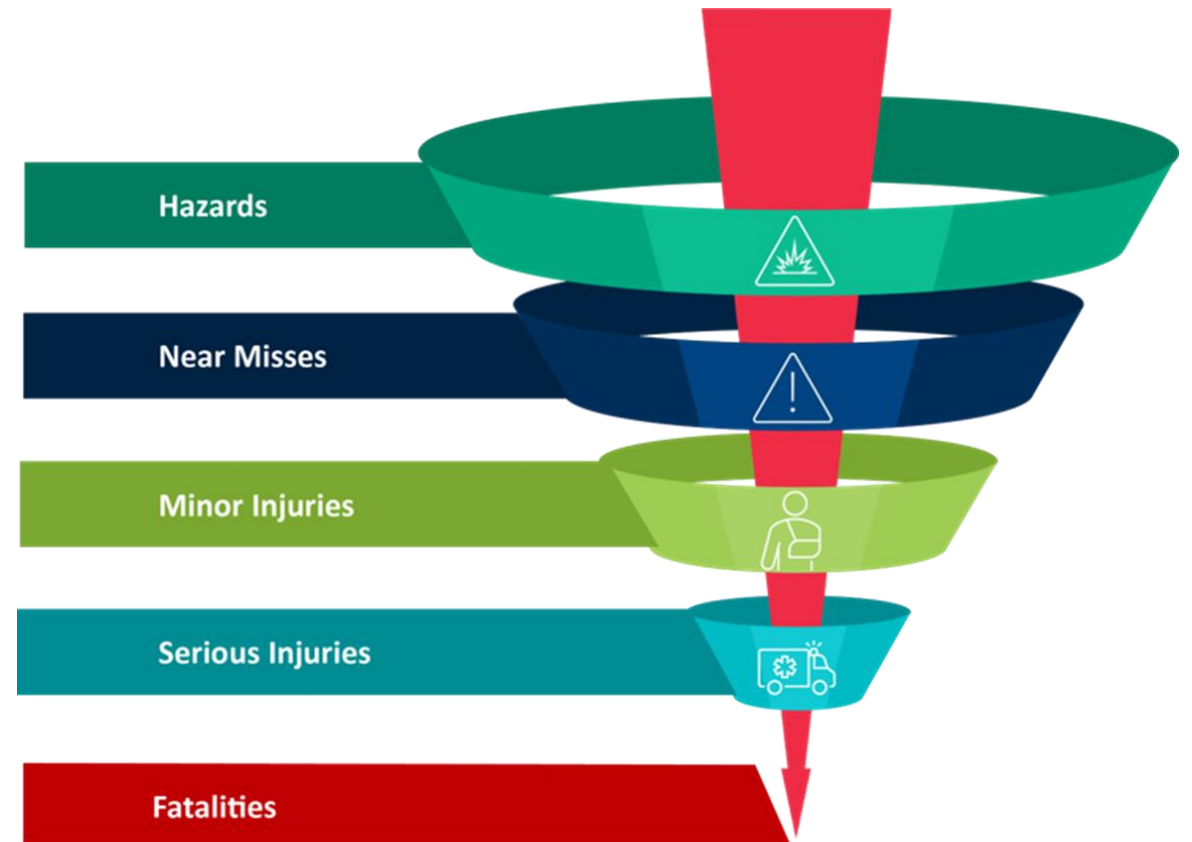 Hazards
Near Misses
Minor Injuries
Serious Injuries
Fatalities